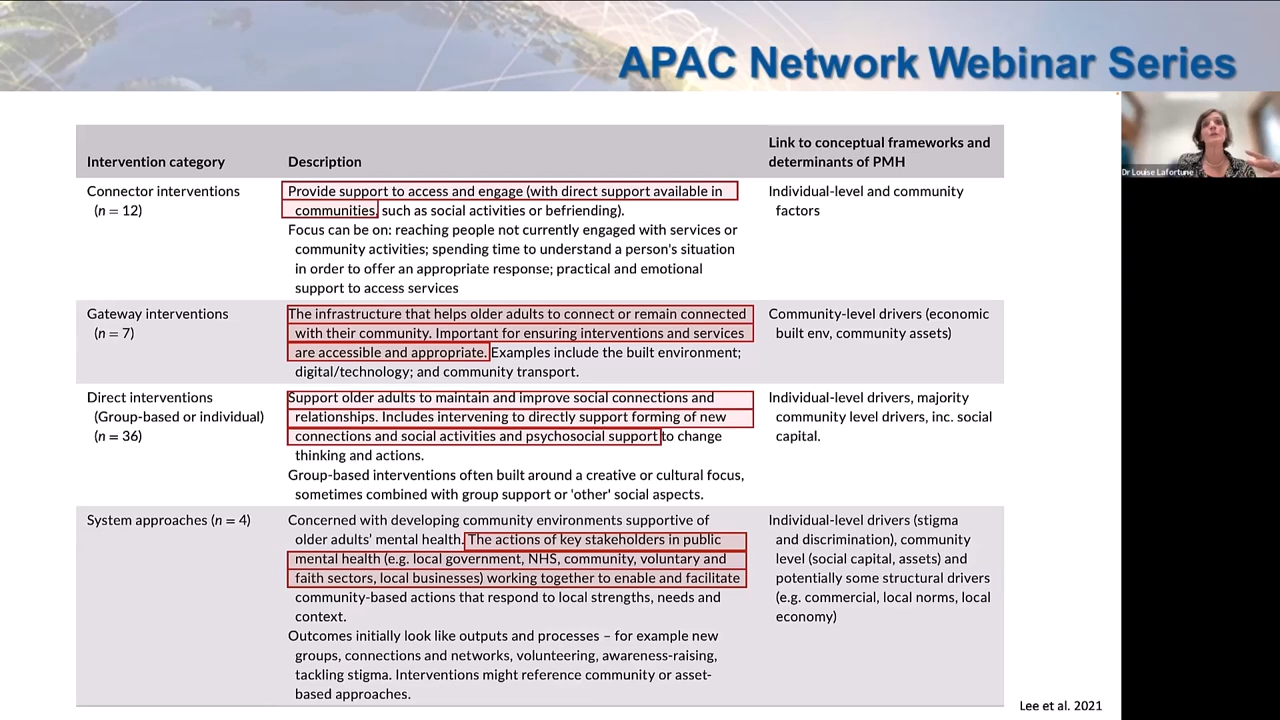 APAC Network Webinar Series
Dr Louise Lafortune
Intervention category
Description
Link to conceptual frameworks and
determinants of PMH
Connector interventions
(n = 12)
Provide support to access and engage (with direct support available in
communities, such as social activities or befriending).
Focus can be on: reaching people not currently engaged with services or
community activities; spending time to understand a person's situation
in order to offer an appropriate response; practical and emotional
support to access services
Individual-level and community
factors
Gateway interventions
(n = 7)
The infrastructure that helps older adults to connect or remain connected
with their community. Important for ensuring interventions and services
are accessible and appropriate. Examples include the built environment;
digital/technology; and community transport.
Community-level drivers (economic
built env, community assets)
Direct interventions
(Group-based or individual)
(n = 36)
Support older adults to maintain and improve social connections and
relationships. Includes intervening to directly support forming of new
connections and social activities and psychosocial support to change
thinking and actions.
Group-based interventions often built around a creative or cultural focus,
sometimes combined with group support or 'other' social aspects.
Individual-level drivers, majority
community level drivers, inc. social
capital.
System approaches (n = 4)
Concerned with developing community environments supportive of
older adults' mental health. The actions of key stakeholders in public
mental health (e.g. local government, NHS, community, voluntary and
faith sectors, local businesses) working together to enable and facilitate
community-based actions that respond to local strengths, needs and
context.
Outcomes initially look like outputs and processes – for example new
groups, connections and networks, volunteering, awareness-raising,
tackling stigma. Interventions might reference community or asset-
based approaches.
Individual-level drivers (stigma
and discrimination), community
level (social capital, assets) and
potentially some structural drivers
(e.g. commercial, local norms, local
economy)
Lee et al. 2021